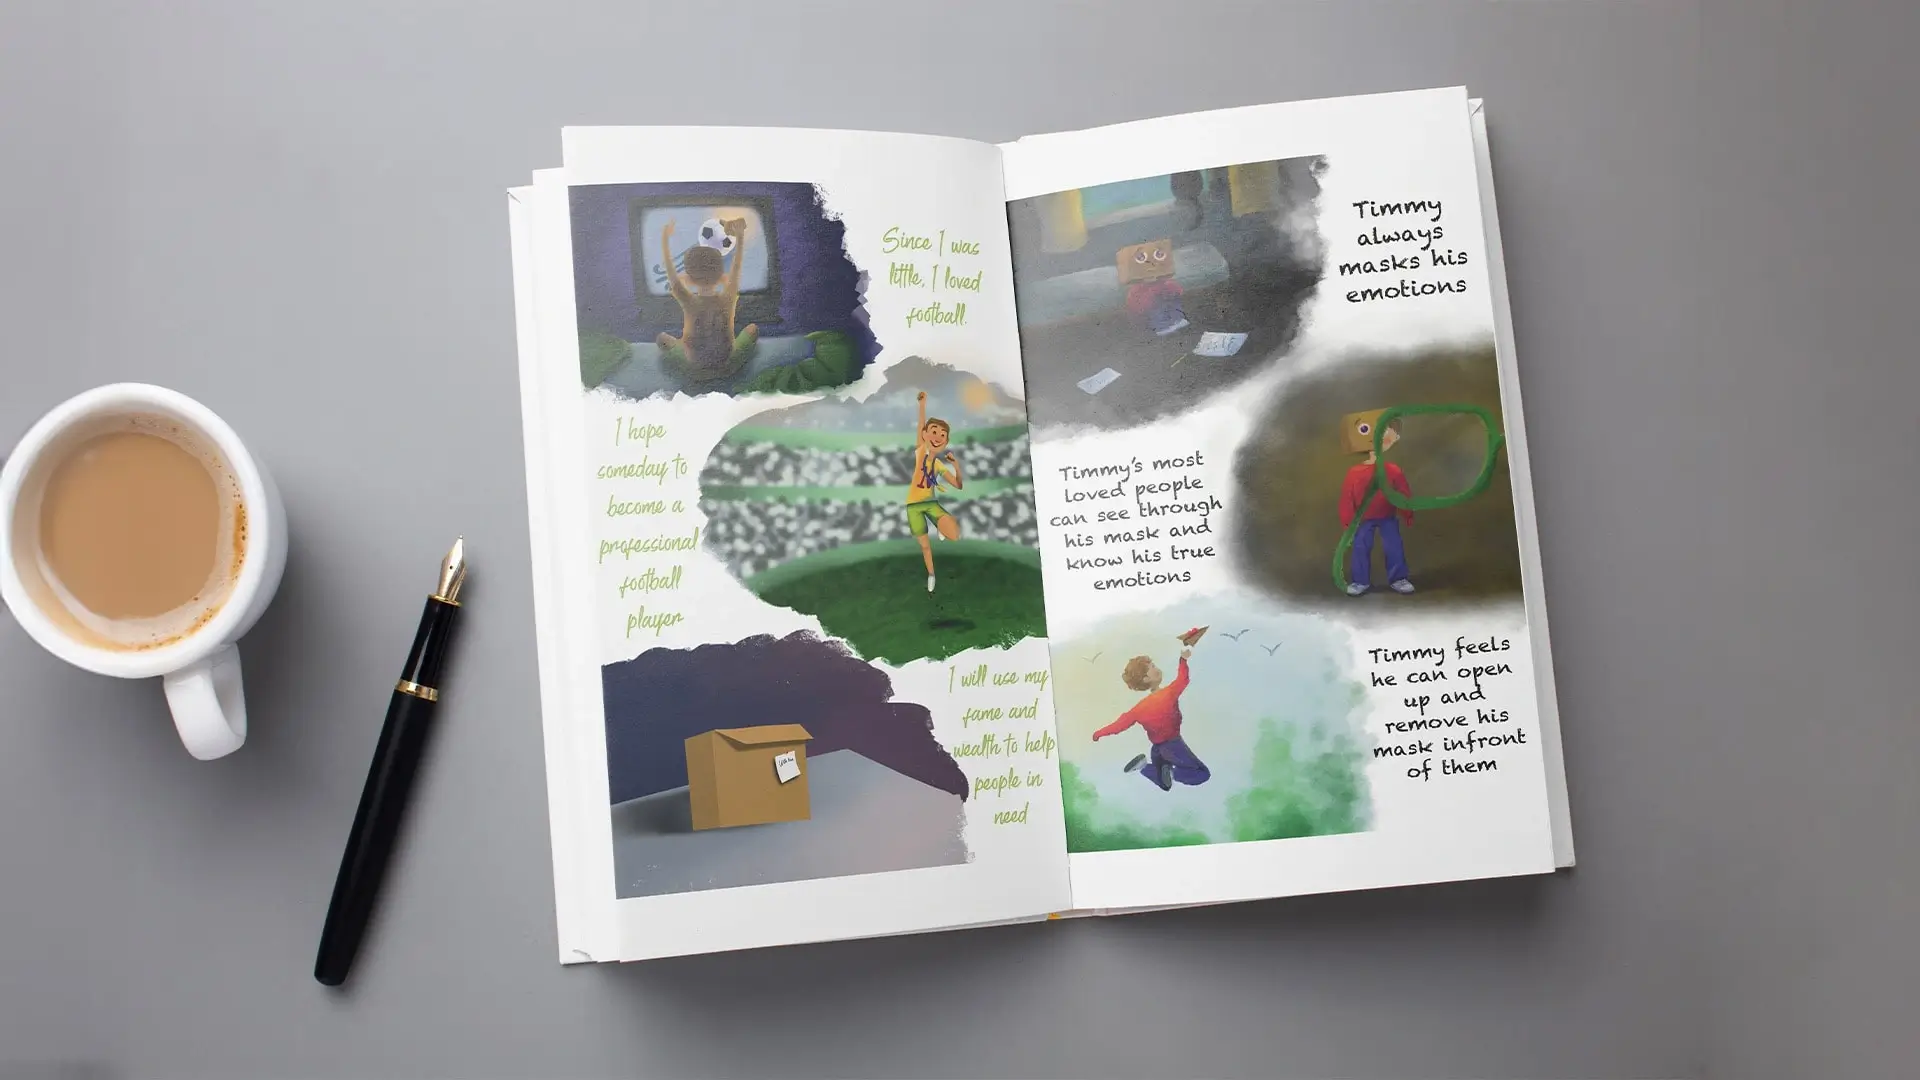 Since I was
little, I loved
football.
I hope
someday to
become a
professional
football
player
I will use my
fame and
wealth to help
people in
need
Timmy
always
masks his
emotions
Timmy's most
loved people
can see through
his mask and
know his true
emotions
Timmy feels
he can open
up and
remove his
mask infront
of them